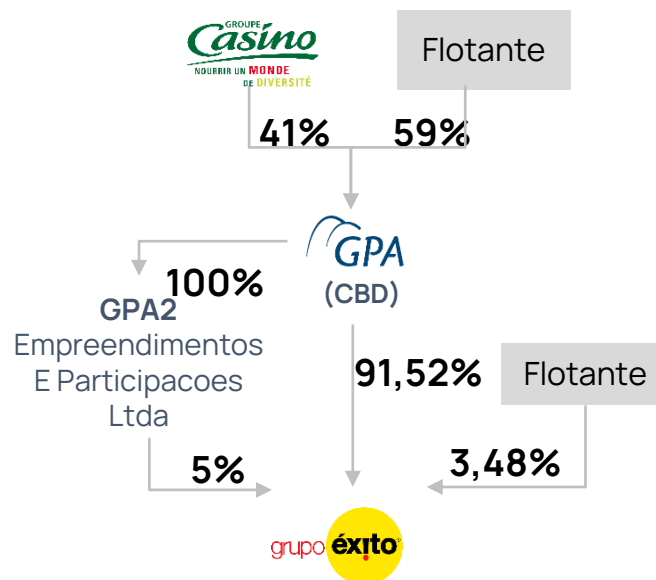 GROUPE
Casino
NOURRIR UN MONDE
DE DIVERSITÉ
Flotante
41%
59%
GPA
(CBD)
100%
GPA2
Empreendimentos
E Participacoes
Ltda
91,52%
Flotante
5%
3,48%
grupo éxito